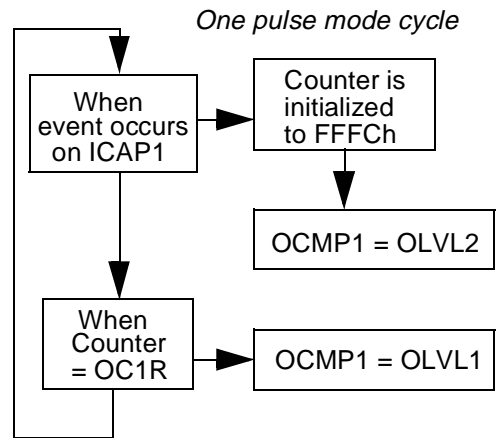 One pulse mode cycle
When
event occurs
on ICAP1
Counter is
initialized
to FFFCh
OCMP1 = OLVL2
When
Counter
= OC1R
OCMP1 = OLVL1